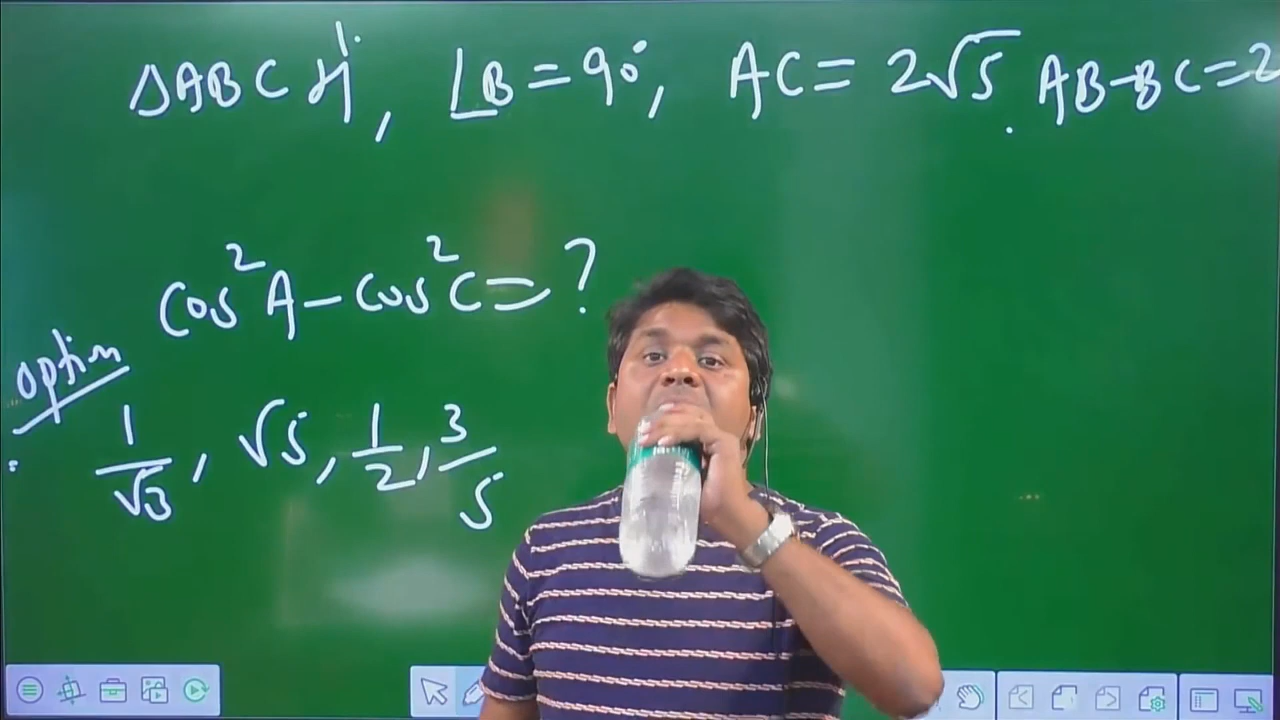 ΔABC में, ∠B = 90°, AC = 2√5 AB-BC=2
cos²A - cos²C = ?
option
1/√3, √5, 1/2, 3/5